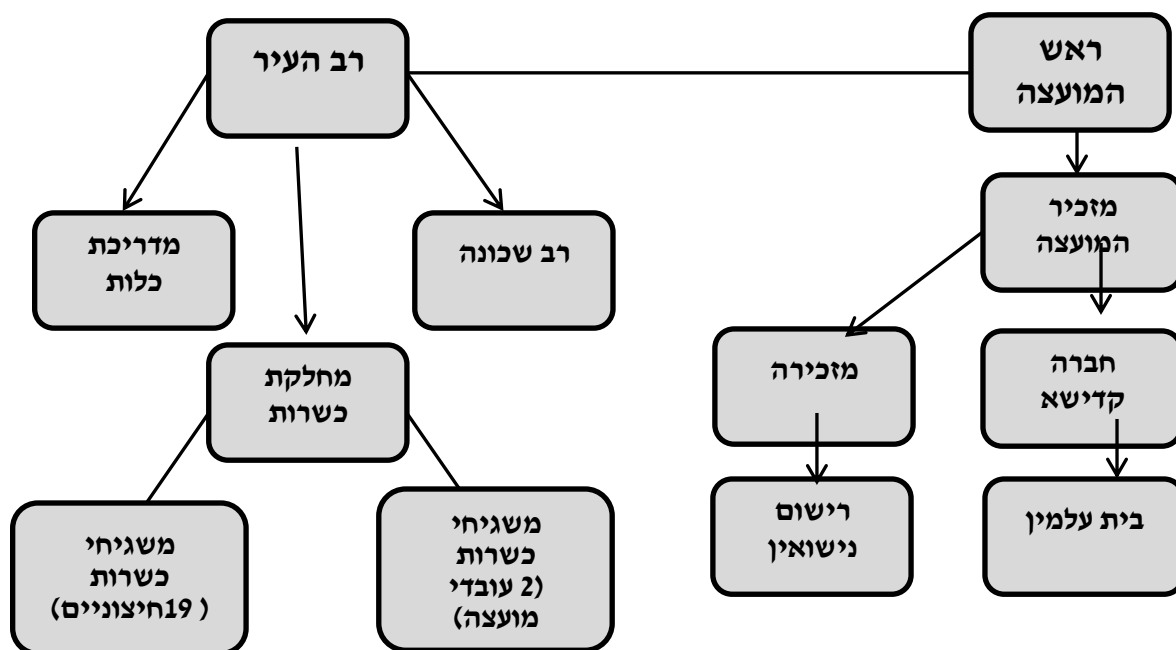 ראש
המועצה
רב העיר
מזכיר
המועצה
רב שכונה
מדריכת
כלות
חברה
קדישא
מזכירה
מחלקת
כשרות
בית עלמין
רישום
נישואין
משגיחי
כשרות
(2 עובדי
מועצה)
משגיחי
כשרות
(19חיצוניים)